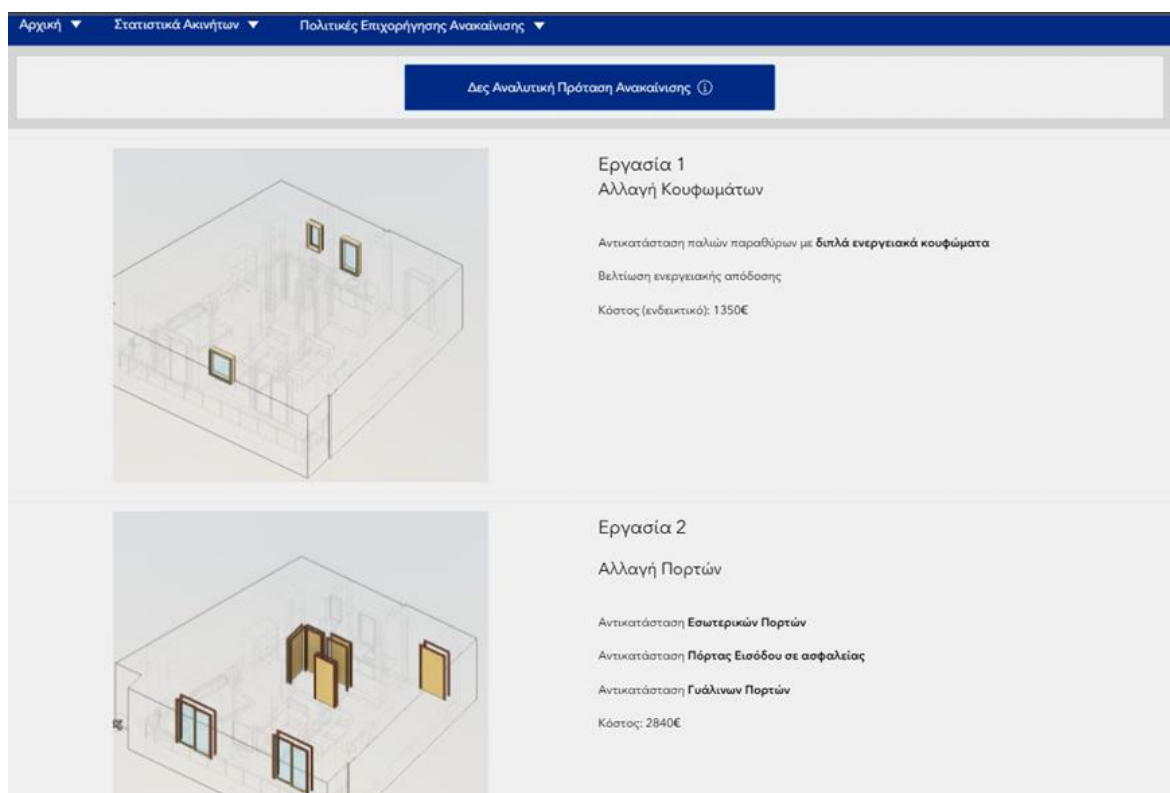 Αρχική ▼ Στατιστικά Ακινήτων ▼ Πολιτικές Επιχορήγησης Ανακαίνισης ▼
Δες Αναλυτική Πρόταση Ανακαίνισης ⓘ
Εργασία 1
Αλλαγή Κουφωμάτων
Αντικατάσταση παλιών παραθύρων με διπλά ενεργειακά κουφώματα
Βελτίωση ενεργειακής απόδοσης
Κόστος (ενδεικτικό): 1350€
Εργασία 2
Αλλαγή Πορτών
Αντικατάσταση Εσωτερικών Πορτών
Αντικατάσταση Πόρτας Εισόδου σε ασφαλείας
Αντικατάσταση Γυάλινων Πορτών
Κόστος: 2840€